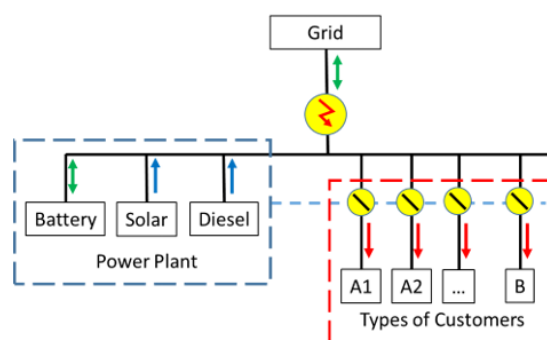 Grid
Battery Solar Diesel
Power Plant
A1 A2 ... B
Types of Customers